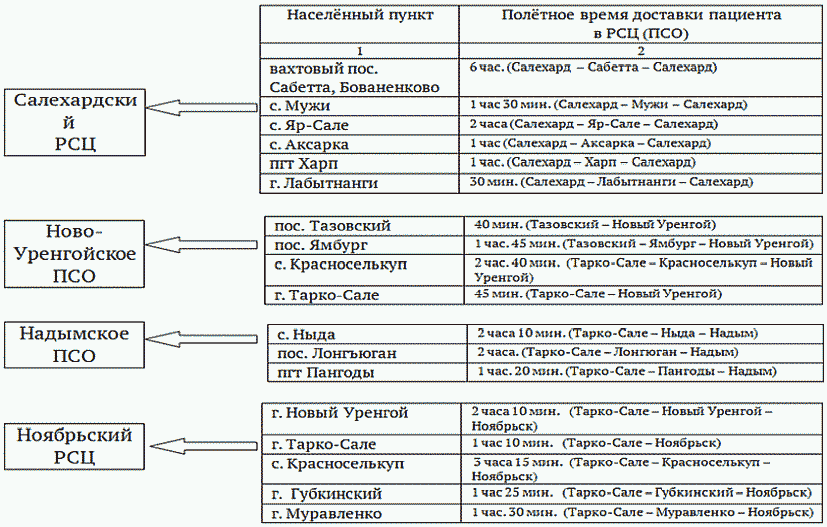 Населённый пункт
Полётное время доставки пациента
в РСЦ (ПСО)
1
2
Салехардски
й
РСЦ
вахтовый пос.
Сабетта, Бованенково
6 час. (Салехард – Сабетта – Салехард)
с. Мужи
1 час 30 мин. (Салехард – Мужи – Салехард)
с. Яр-Сале
2 часа (Салехард – Яр-Сале – Салехард)
с. Аксарка
1 час (Салехард – Аксарка – Салехард)
пгт Харп
1 час. (Салехард – Харп – Салехард)
г. Лабытнанги
30 мин. (Салехард – Лабытнанги – Салехард)
Ново-
Уренгойское
ПСО
пос. Тазовский
40 мин. (Тазовский – Новый Уренгой)
пос. Ямбург
1 час. 45 мин. (Тазовский – Ямбург – Новый Уренгой)
с. Красноселькуп
2 час. 40 мин. (Тарко-Сале – Красноселькуп – Новый
Уренгой)
г. Тарко-Сале
45 мин. (Тарко-Сале – Новый Уренгой)
Надымское
ПСО
с. Ныда
2 часа 10 мин. (Тарко-Сале – Ныда – Надым)
пос. Лонгъюган
2 часа. (Тарко-Сале – Лонгюган – Надым)
пгт Пангоды
1 час. 20 мин. (Тарко-Сале – Пангоды – Надым)
Ноябрьский
РСЦ
г. Новый Уренгой
2 часа 10 мин. (Тарко-Сале – Новый Уренгой –
Ноябрьск)
г. Тарко-Сале
1 час 10 мин. (Тарко-Сале – Ноябрьск)
с. Красноселькуп
3 часа 15 мин. (Тарко-Сале – Красноселькуп –
Ноябрьск)
г. Губкинский
1 час 25 мин. (Тарко-Сале – Губкинский – Ноябрьск)
г. Муравленко
1 час. 30 мин. (Тарко-Сале – Муравленко – Ноябрьск)